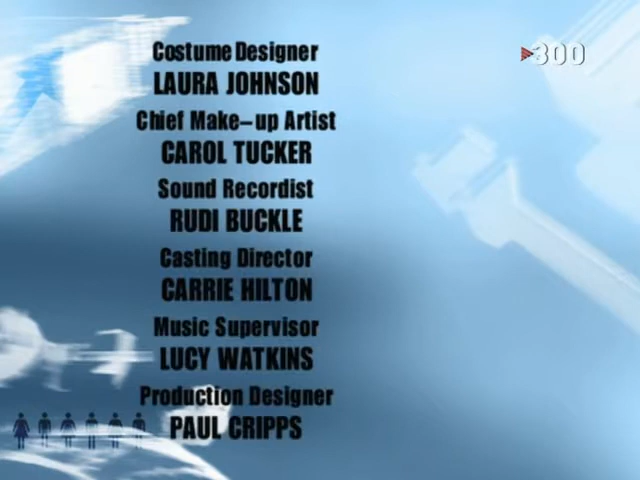 300
Costume Designer
LAURA JOHNSON
Chief Make-up Artist
CAROL TUCKER
Sound Recordist
RUDI BUCKLE
Casting Director
CARRIE HILTON
Music Supervisor
LUCY WATKINS
Production Designer
PAUL CRIPPS